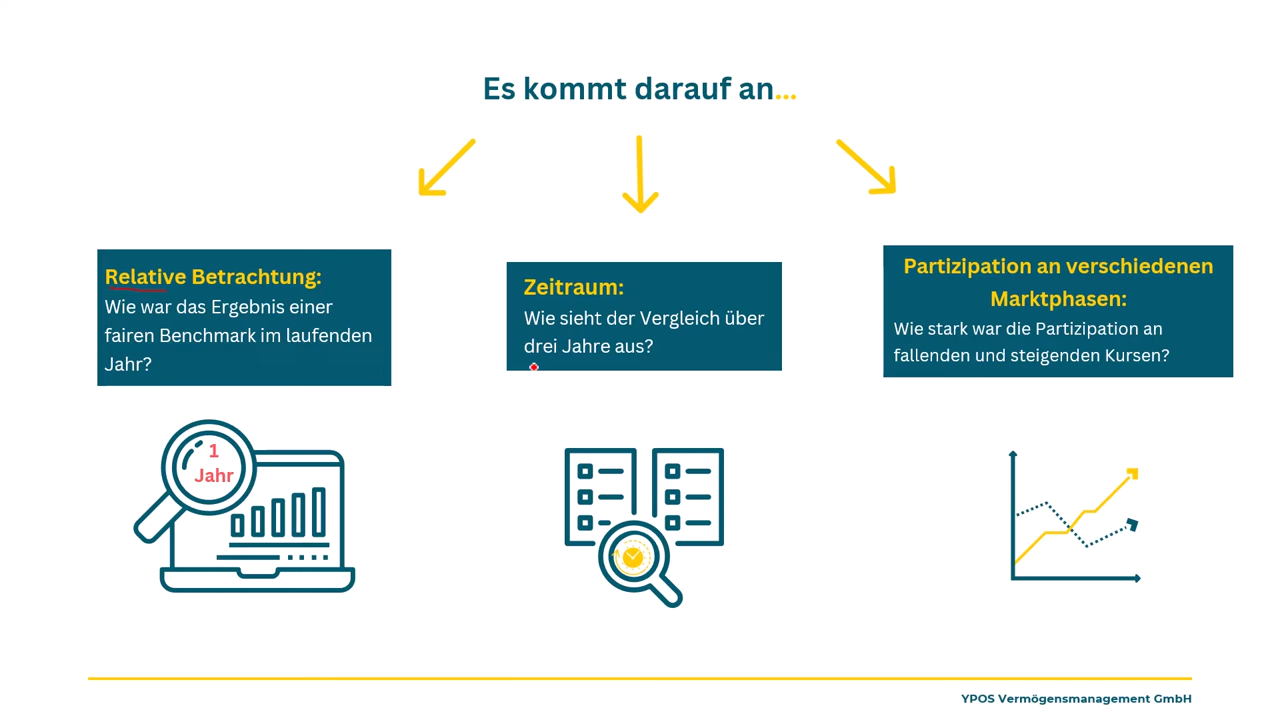 Es kommt darauf an...
Relative Betrachtung:
Wie war das Ergebnis einer
fairen Benchmark im laufenden
Jahr?
Zeitraum:
Wie sieht der Vergleich über
drei Jahre aus?
Partizipation an verschiedenen
Marktphasen:
Wie stark war die Partizipation an
fallenden und steigenden Kursen?
1
Jahr
YPOS Vermögensmanagement GmbH